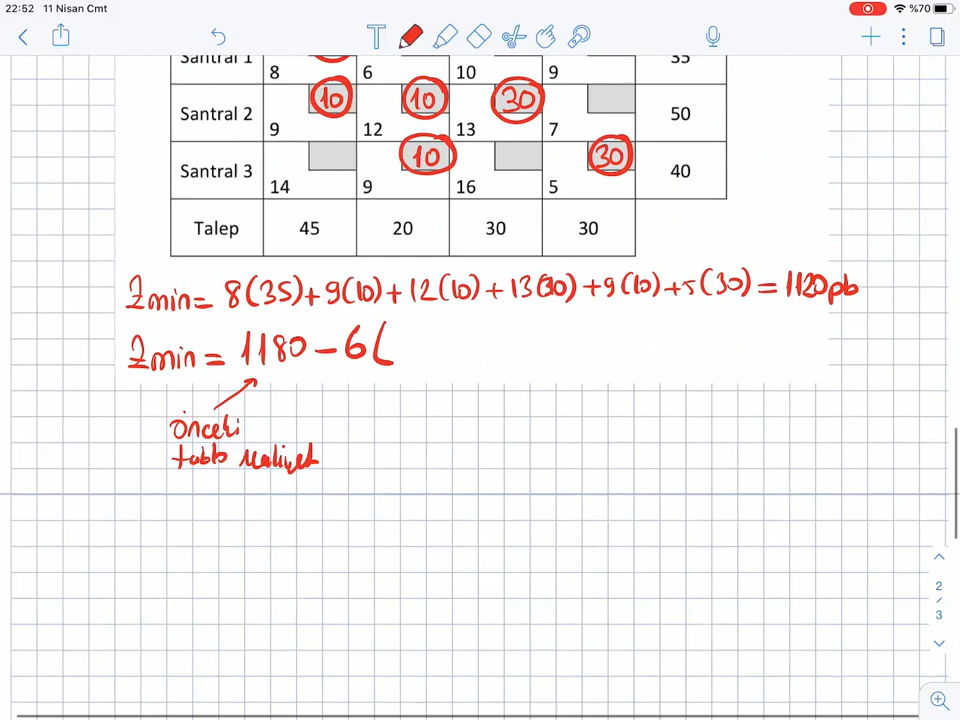 22:52 11 Nisan Cmt %70
T
Santral 1 8 6 10 9 35
Santral 2 10 10 30 50
9 12 13 7
Santral 3 10 30 40
14 9 16 5
Talep 45 20 30 30
Zmin = 8(35)+9(10)+12(10)+13(30)+9(10)+5(30)=1120pb
Zmin = 1180-6(
önceki
tablo maliyet
2
/
3